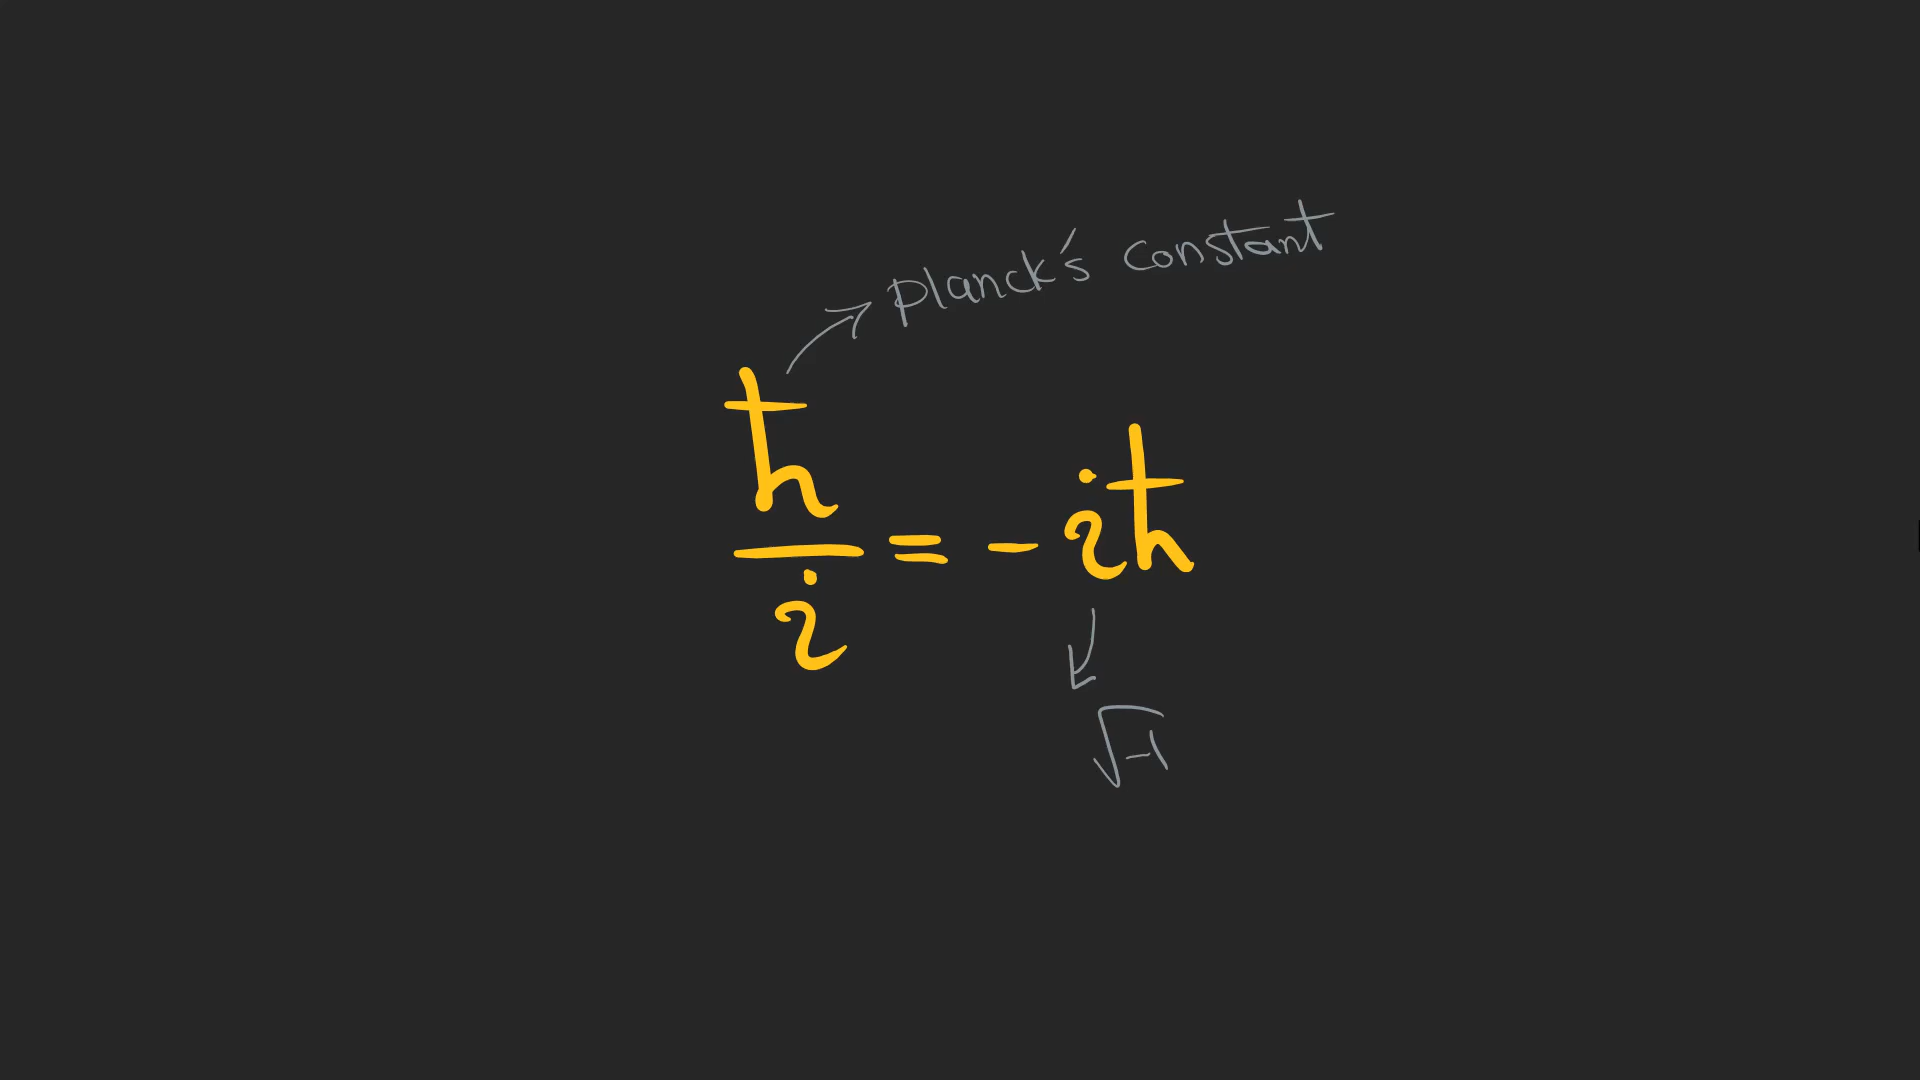 Planck's constant
ħ/i = - iħ
√-1